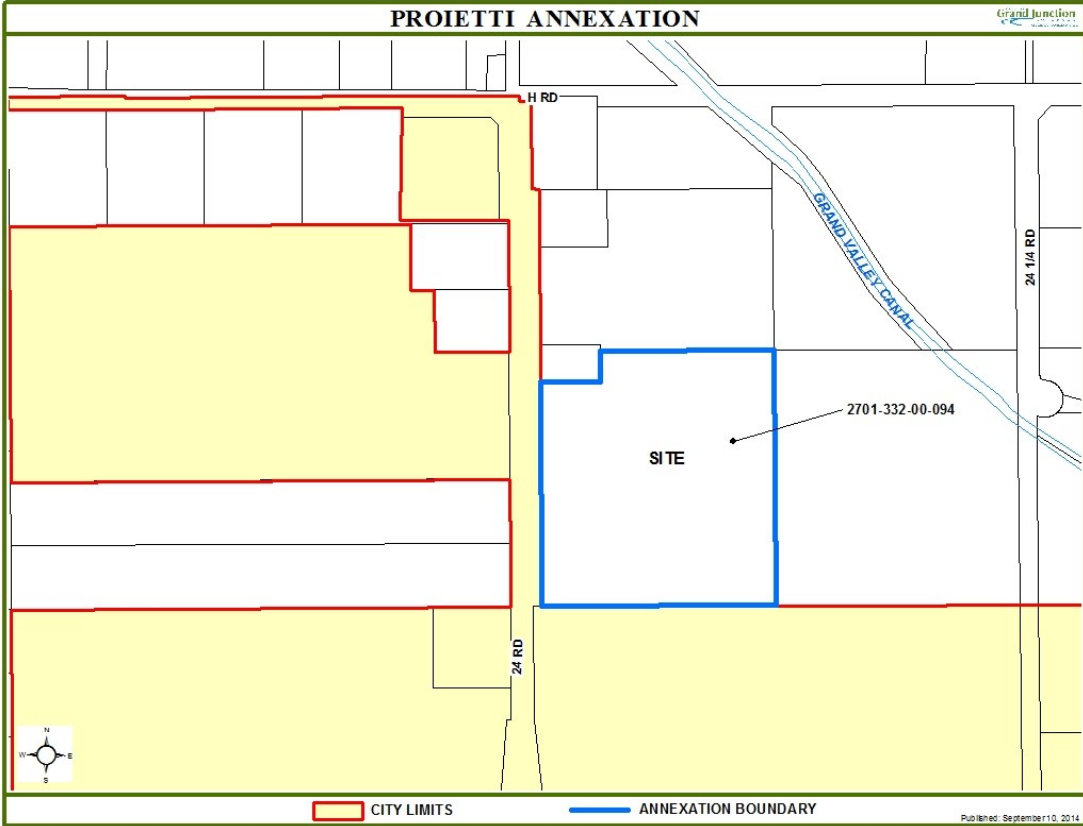 PROIETTI ANNEXATION
Grand Junction
H RD
GRAND VALLEY CANAL
24 1/4 RD
2701-332-00-094
SITE
24 RD
N
W
E
S
CITY LIMITS
ANNEXATION BOUNDARY
Published: September 10, 2014